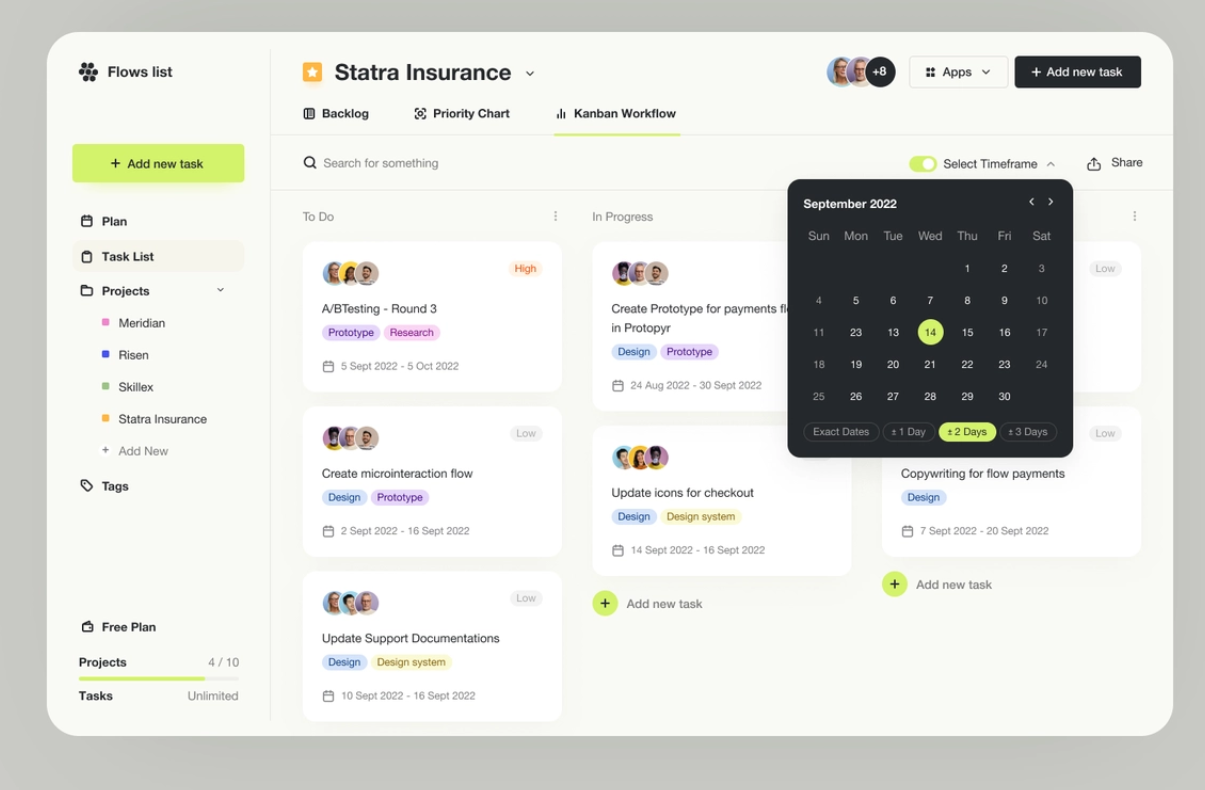 Flows list
Statra Insurance
+8
Apps
+ Add new task
Backlog
Priority Chart
Kanban Workflow
+ Add new task
Search for something
Select Timeframe
Share
Plan
Task List
Projects
Meridian
Risen
Skillex
Statra Insurance
+ Add New
Tags
Free Plan
Projects 4 / 10
Tasks Unlimited
To Do
High
A/BTesting - Round 3
Prototype Research
5 Sept 2022 - 5 Oct 2022
Low
Create microinteraction flow
Design Prototype
2 Sept 2022 - 16 Sept 2022
Low
Update Support Documentations
Design Design system
10 Sept 2022 - 16 Sept 2022
In Progress
Create Prototype for payments
in Protopyr
Design Prototype
24 Aug 2022 - 30 Sept 2022
Update icons for checkout
Design Design system
14 Sept 2022 - 16 Sept 2022
+ Add new task
September 2022
Sun Mon Tue Wed Thu Fri Sat
1 2 3
4 5 6 7 8 9 10
11 23 13 14 15 16 17
18 19 20 21 22 23 24
25 26 27 28 29 30
Exact Dates ± 1 Day ± 2 Days ± 3 Days
Low
Low
Copywriting for flow payments
Design
7 Sept 2022 - 20 Sept 2022
+ Add new task